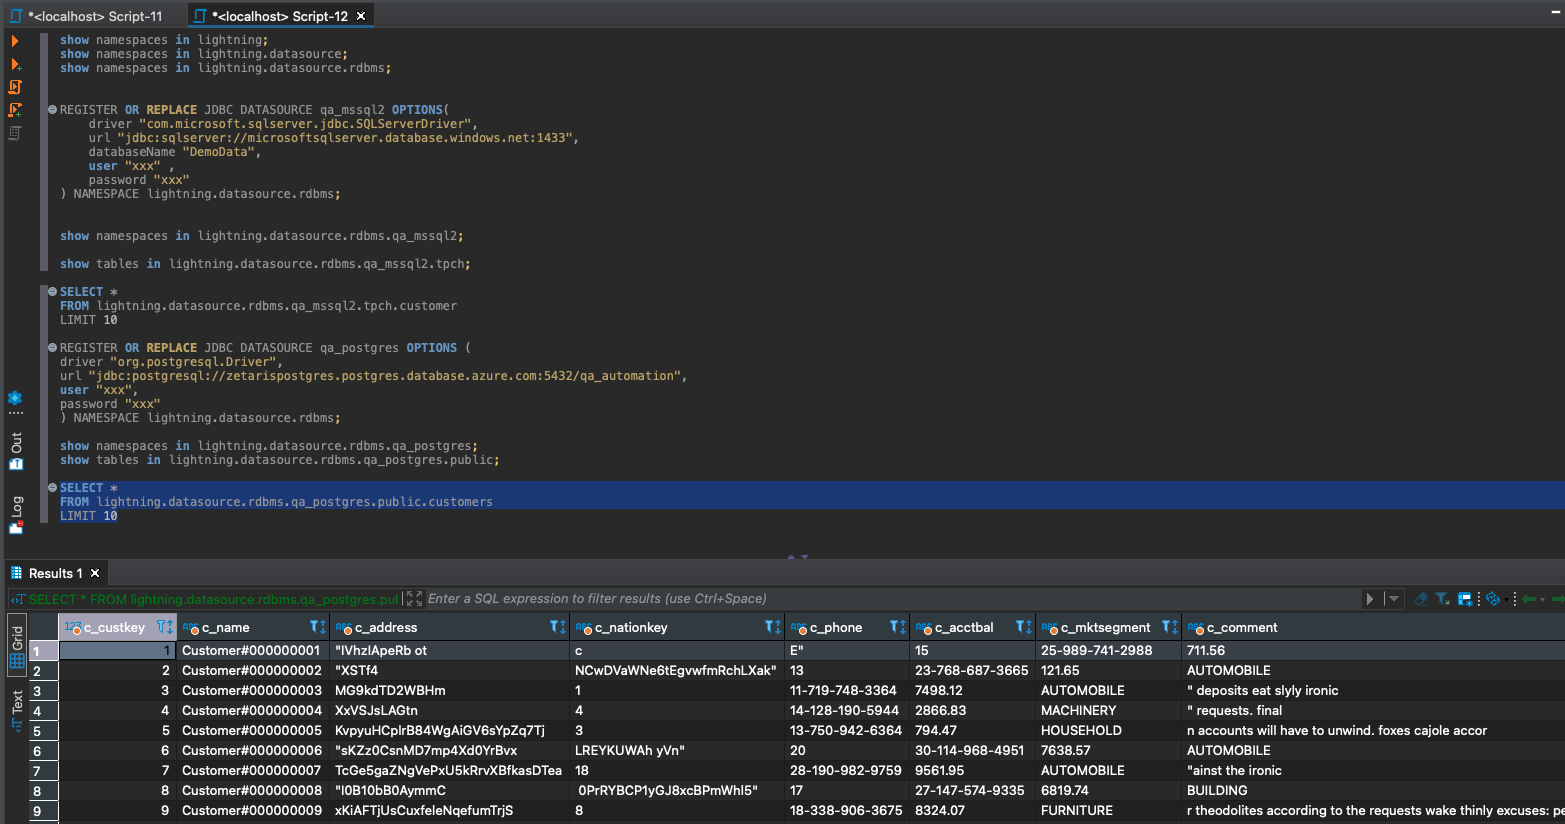 *<localhost> Script-11 *<localhost> Script-12
show namespaces in lightning;
show namespaces in lightning.datasource;
show namespaces in lightning.datasource.rdbms;
REGISTER OR REPLACE JDBC DATASOURCE qa_mssql2 OPTIONS(
driver "com.microsoft.sqlserver.jdbc.SQLServerDriver",
url "jdbc:sqlserver://microsoftsqlserver.database.windows.net:1433",
databaseName "DemoData",
user "xxx" ,
password "xxx"
) NAMESPACE lightning.datasource.rdbms;
show namespaces in lightning.datasource.rdbms.qa_mssql2;
show tables in lightning.datasource.rdbms.qa_mssql2.tpch;
SELECT *
FROM lightning.datasource.rdbms.qa_mssql2.tpch.customer
LIMIT 10
REGISTER OR REPLACE JDBC DATASOURCE qa_postgres OPTIONS (
driver "org.postgresql.Driver",
url "jdbc:postgresql://zetarispostgres.postgres.database.azure.com:5432/qa_automation",
user "xxx",
password "xxx"
) NAMESPACE lightning.datasource.rdbms;
show namespaces in lightning.datasource.rdbms.qa_postgres;
show tables in lightning.datasource.rdbms.qa_postgres.public;
SELECT *
FROM lightning.datasource.rdbms.qa_postgres.public.customers
LIMIT 10
Out
Log
Results 1
SELECT * FROM lightning.datasource.rdbms.qa_postgres.pul Enter a SQL expression to filter results (use Ctrl+Space)
Grid
Text
123 c_custkey ABC c_name ABC c_address ABC c_nationkey ABC c_phone ABC c_acctbal ABC c_mktsegment ABC c_comment
1 1 Customer#000000001 "IVhzIApeRb ot c E" 15 25-989-741-2988 711.56
2 2 Customer#000000002 "XSTf4 NCwDVaWNe6tEgvwfmRchLXak" 13 23-768-687-3665 121.65 AUTOMOBILE
3 3 Customer#000000003 MG9kdTD2WBHm 1 11-719-748-3364 7498.12 AUTOMOBILE " deposits eat slyly ironic
4 4 Customer#000000004 XxVSJsLAGtn 4 14-128-190-5944 2866.83 MACHINERY " requests. final
5 5 Customer#000000005 KvpyuHCplrB84WgAiGV6sYpZq7Tj 3 13-750-942-6364 794.47 HOUSEHOLD n accounts will have to unwind. foxes cajole accor
6 6 Customer#000000006 "sKZz0CsnMD7mp4Xd0YrBvx LREYKUWAh yVn" 20 30-114-968-4951 7638.57 AUTOMOBILE
7 7 Customer#000000007 TcGe5gaZNgVePxU5kRrvXBfkasDTea 18 28-190-982-9759 9561.95 AUTOMOBILE "ainst the ironic
8 8 Customer#000000008 "I0B10bB0AymmC 0PrRYBCP1yGJ8xcBPmWhl5" 17 27-147-574-9335 6819.74 BUILDING
9 9 Customer#000000009 xKiAFTjUsCuxfeleNqefumTrjS 8 18-338-906-3675 8324.07 FURNITURE r theodolites according to the requests wake thinly excuses: pe